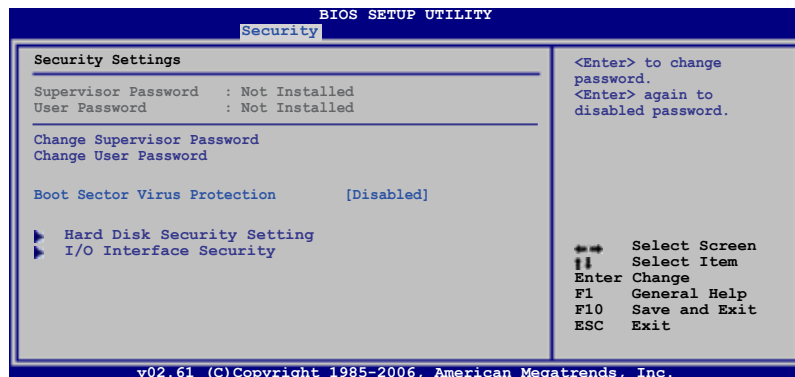 BIOS SETUP UTILITY
Security
Security Settings
Supervisor Password : Not Installed
User Password : Not Installed
Change Supervisor Password
Change User Password
Boot Sector Virus Protection [Disabled]
Hard Disk Security Setting
I/O Interface Security
<Enter> to change
password.
<Enter> again to
disabled password.
Select Screen
Select Item
Enter Change
F1 General Help
F10 Save and Exit
ESC Exit
v02.61 (C)Copyright 1985-2006, American Megatrends, Inc.